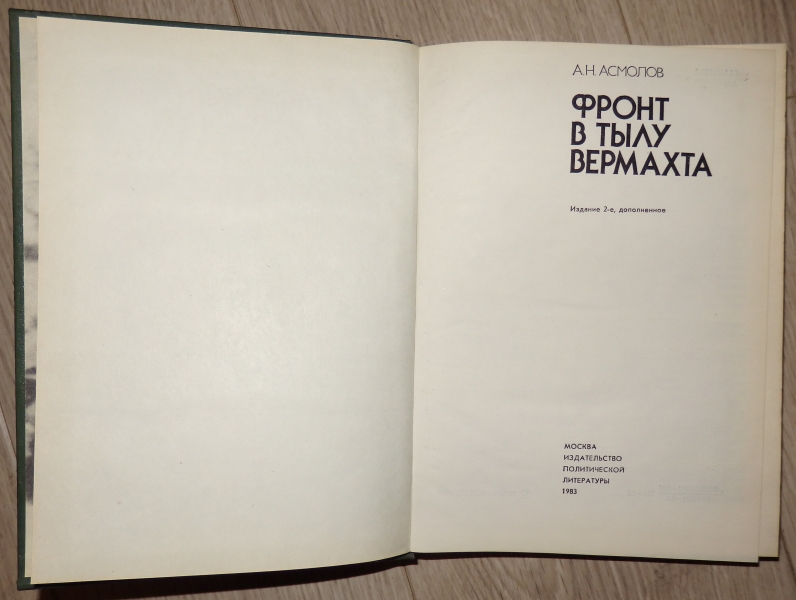 А.Н. АСМОЛОВ
ФРОНТ
В ТЫЛУ
ВЕРМАХТА
Издание 2-е, дополненное
МОСКВА
ИЗДАТЕЛЬСТВО
ПОЛИТИЧЕСКОЙ
ЛИТЕРАТУРЫ
1983